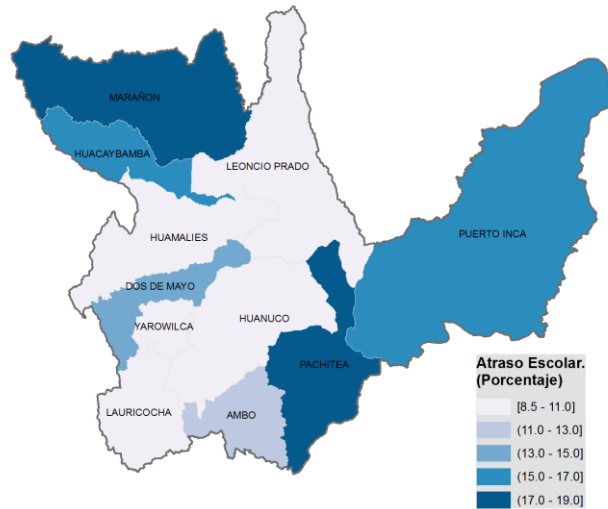 MARAÑON
HUACAYBAMBA
LEONCIO PRADO
HUAMALIES
PUERTO INCA
DOS DE MAYO
YAROWILCA
HUANUCO
PACHITEA
LAURICOCHA
AMBO
Atraso Escolar.
(Porcentaje)
[8.5 - 11.0]
(11.0 - 13.0]
(13.0 - 15.0]
(15.0 - 17.0]
(17.0 - 19.0]